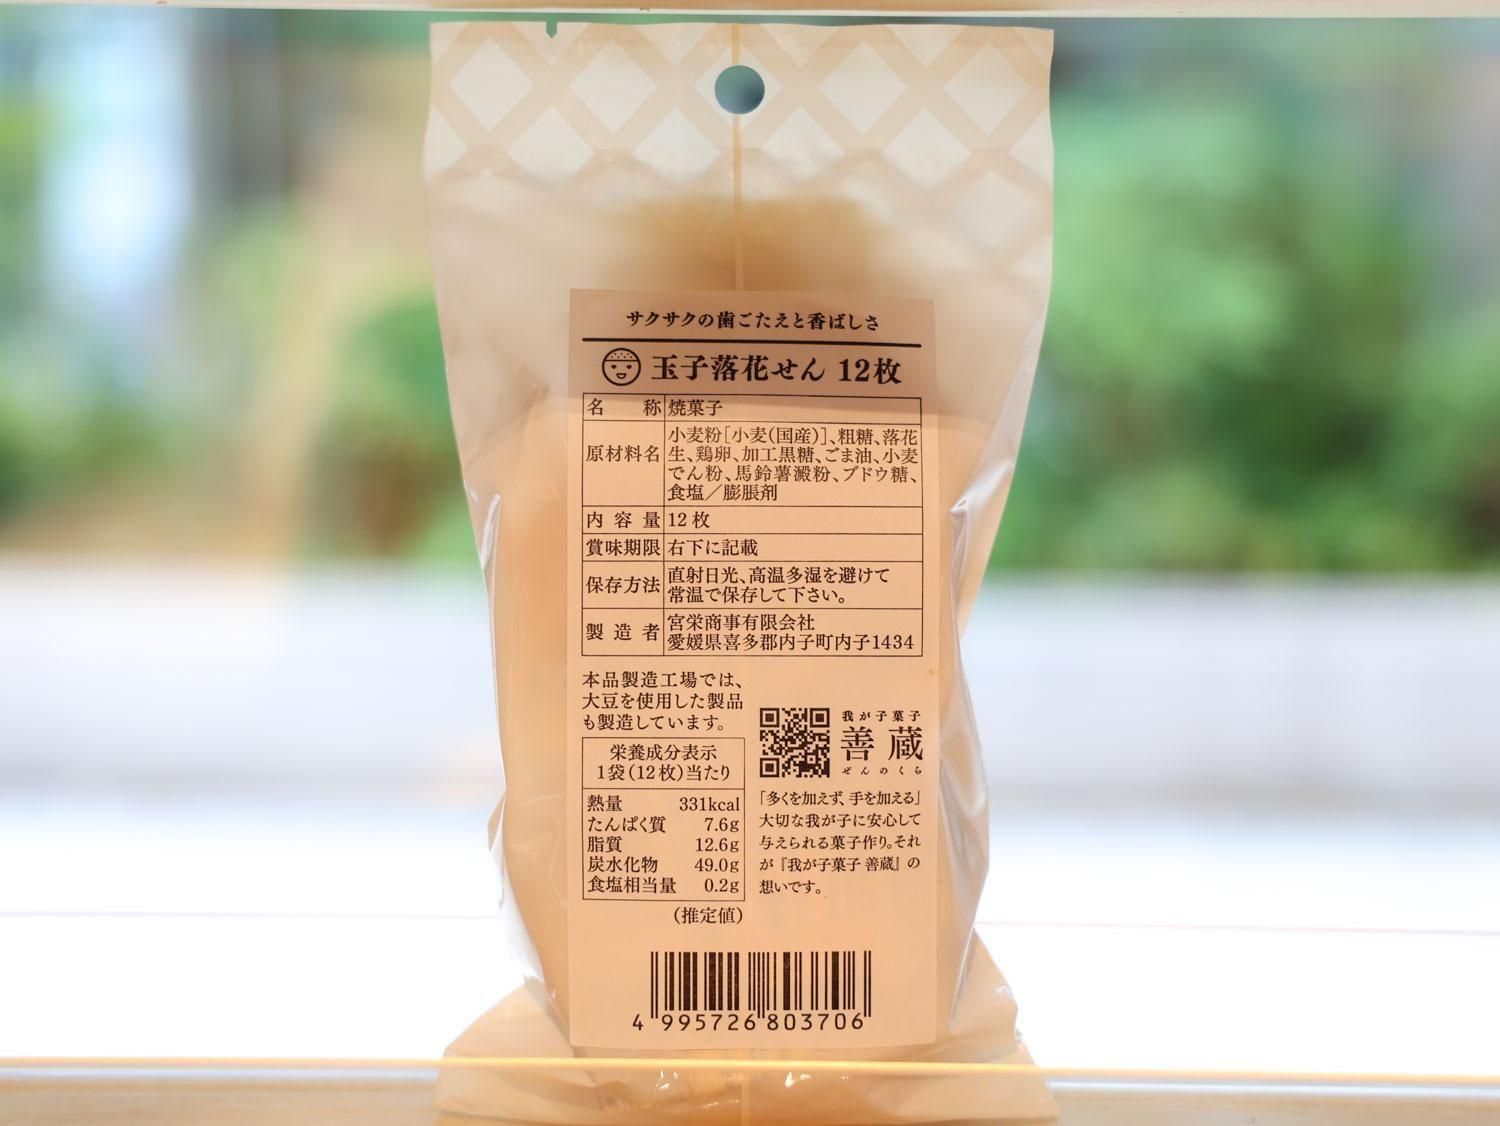 サクサクの歯ごたえと香ばしさ
玉子落花せん 12枚
名称 焼菓子
原材料名 小麦粉[小麦(国産)]、粗糖、落花
生、鶏卵、加工黒糖、ごま油、小麦
でん粉、馬鈴薯澱粉、ブドウ糖、
食塩／膨脹剤
内容量 12枚
賞味期限 右下に記載
保存方法 直射日光、高温多湿を避けて
常温で保存して下さい。
製造者 宮栄商事有限会社
愛媛県喜多郡内子町内子1434
本品製造工場では、
大豆を使用した製品
も製造しています。
栄養成分表示
1袋(12枚)当たり
熱量 331kcal
たんぱく質 7.6g
脂質 12.6g
炭水化物 49.0g
食塩相当量 0.2g
(推定値)
我が子菓子
善蔵
ぜんのくら
「多くを加えず、手を加える」
大切な我が子に安心して
与えられる菓子作り。それ
が『我が子菓子 善蔵』の
想いです。
4 995726 803706